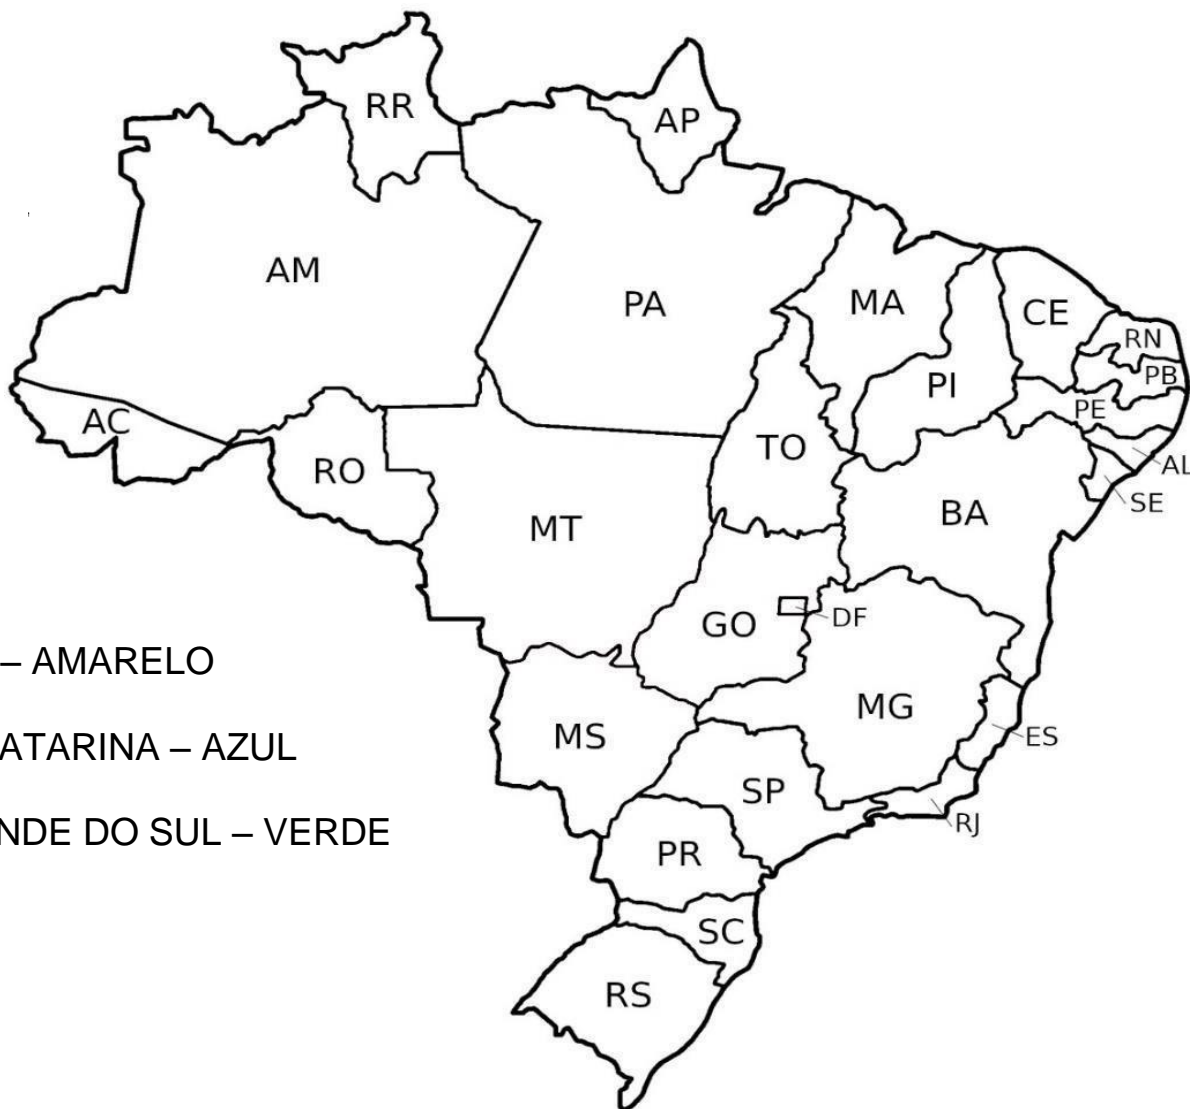 RR
AP
AM
PA
MA
CE
RN
PB
PI
PE
AC
TO
AL
RO
SE
BA
MT
DF
GO
– AMARELO
MG
MS
ES
ATARINA – AZUL
SP
RJ
NDE DO SUL – VERDE
PR
SC
RS